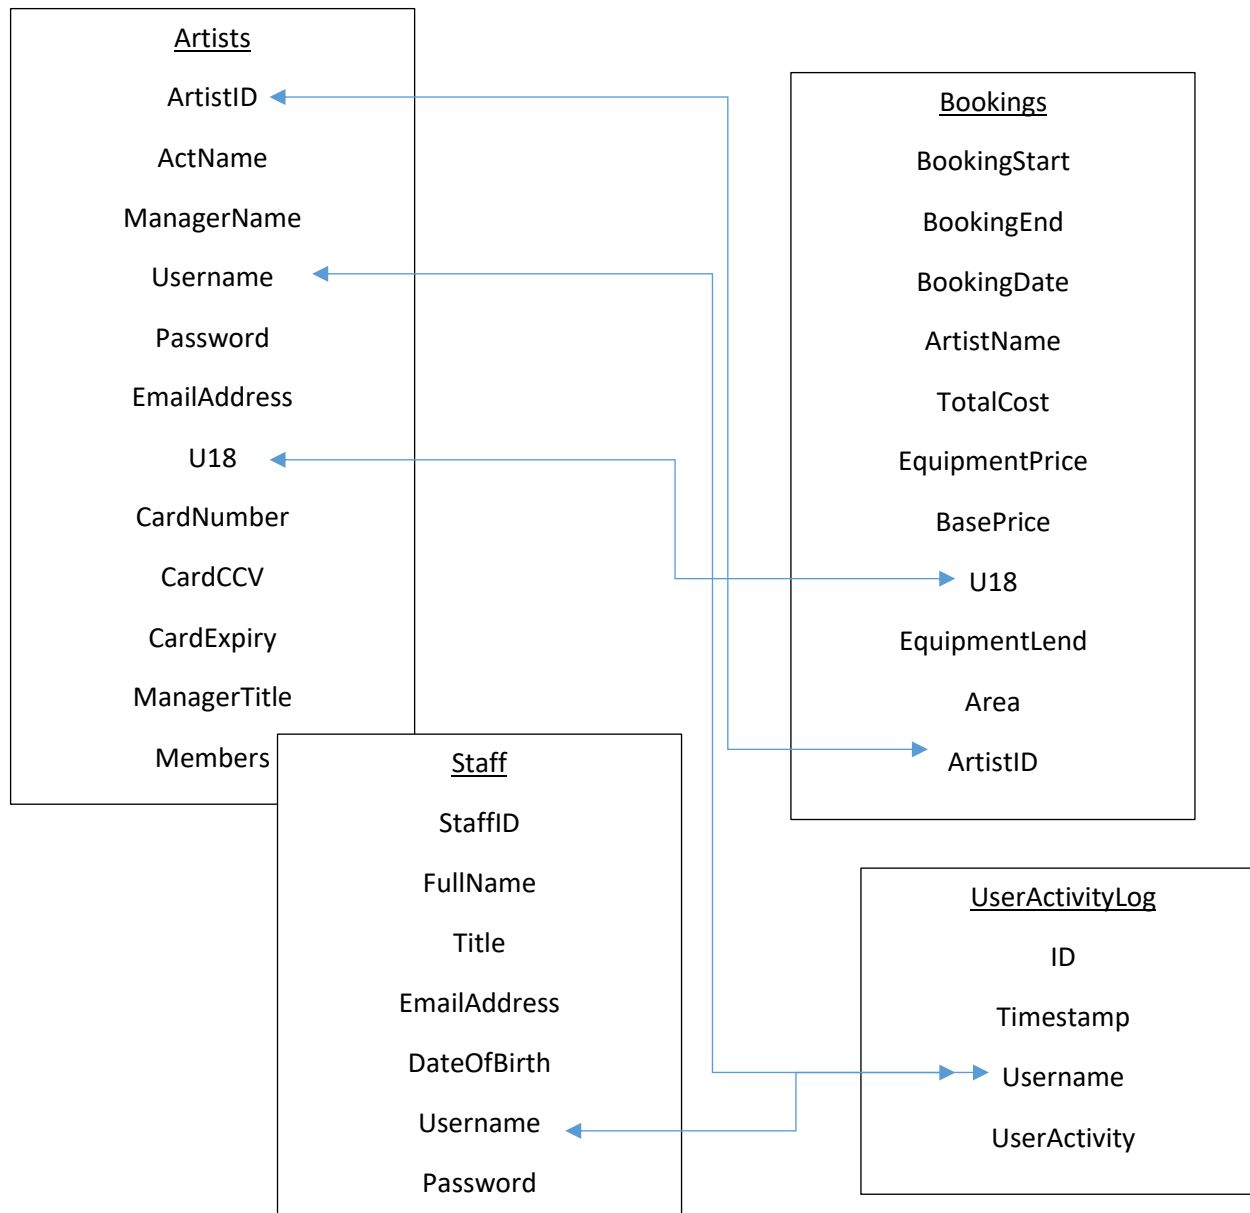 Artists
ArtistID
ActName
ManagerName
Username
Password
EmailAddress
U18
CardNumber
CardCCV
CardExpiry
ManagerTitle
Members
Bookings
BookingStart
BookingEnd
BookingDate
ArtistName
TotalCost
EquipmentPrice
BasePrice
U18
EquipmentLend
Area
ArtistID
Staff
StaffID
FullName
Title
EmailAddress
DateOfBirth
Username
Password
UserActivityLog
ID
Timestamp
Username
UserActivity